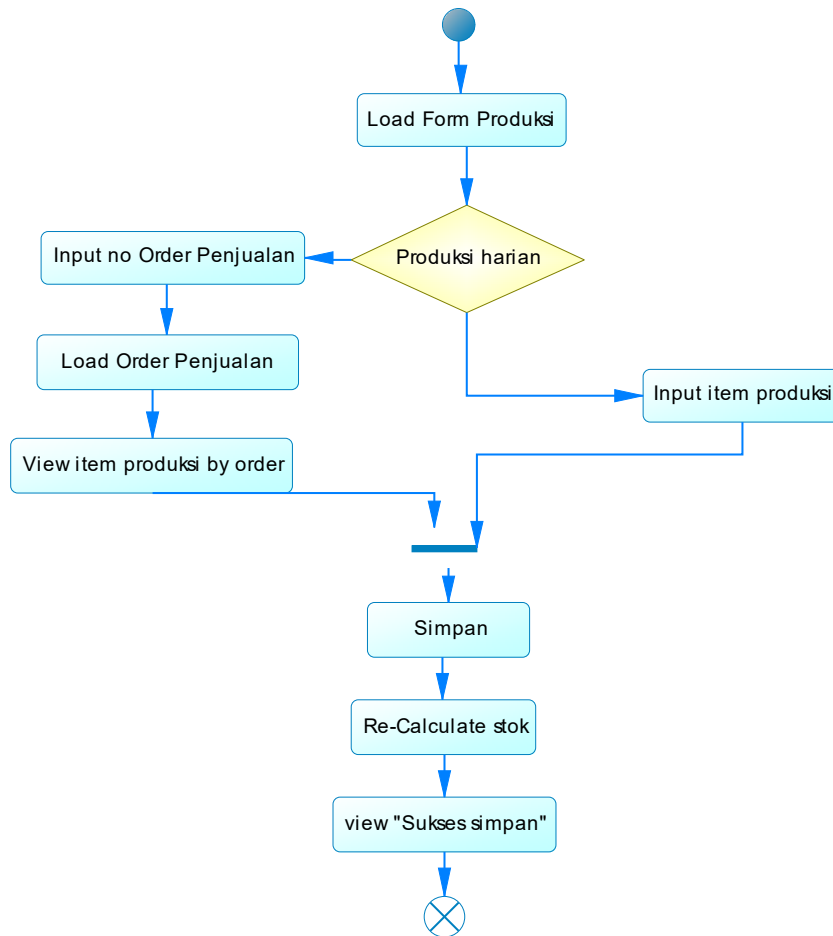 Load Form Produksi
Produksi harian
Input no Order Penjualan
Load Order Penjualan
Input item produksi
View item produksi by order
Simpan
Re-Calculate stok
view "Sukses simpan"